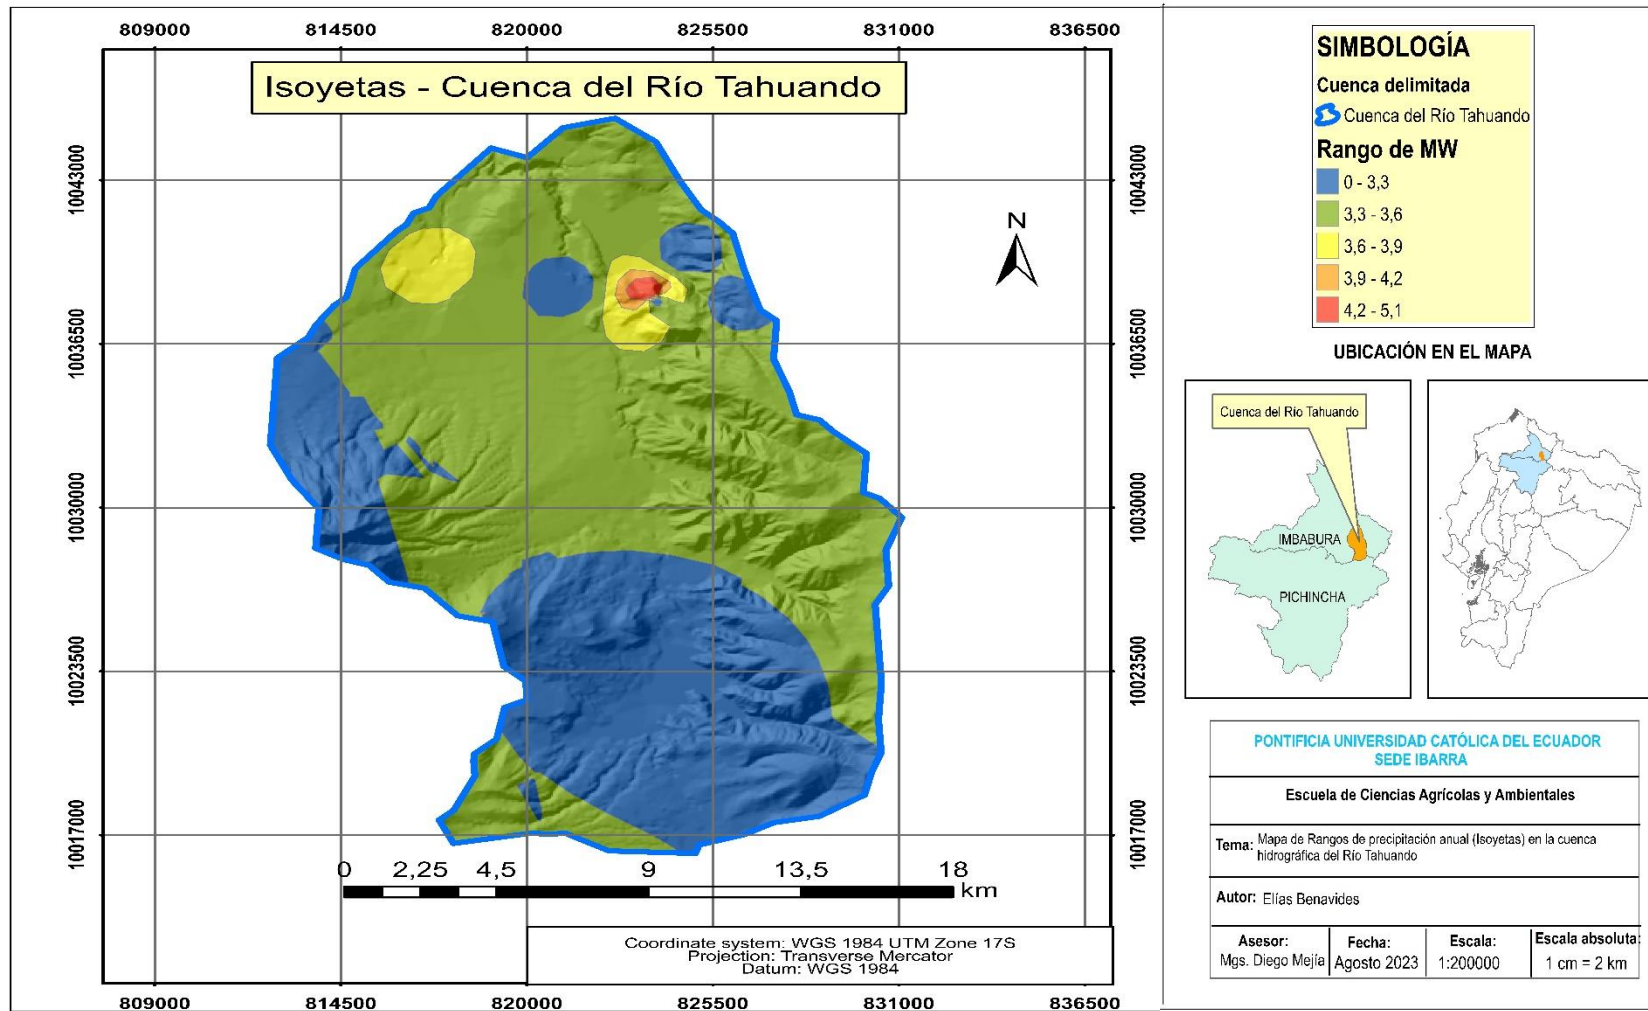 809000 814500 820000 825500 831000 836500
Isoyetas - Cuenca del Río Tahuando
10043000
10036500
10030000
10023500
10017000
N
10043000
10036500
10030000
10023500
10017000
0 2,25 4,5 9 13,5 18
km
Coordinate system: WGS 1984 UTM Zone 17S
Projection: Transverse Mercator
Datum: WGS 1984
809000 814500 820000 825500 831000 836500
SIMBOLOGÍA
Cuenca delimitada
Cuenca del Río Tahuando
Rango de MW
0 - 3,3
3,3 - 3,6
3,6 - 3,9
3,9 - 4,2
4,2 - 5,1
UBICACIÓN EN EL MAPA
Cuenca del Río Tahuando
IMBABURA
PICHINCHA
PONTIFICIA UNIVERSIDAD CATÓLICA DEL ECUADOR
SEDE IBARRA
Escuela de Ciencias Agrícolas y Ambientales
Tema: Mapa de Rangos de precipitación anual (Isoyetas) en la cuenca
hidrográfica del Río Tahuando
Autor: Elías Benavides
Asesor: Fecha: Escala: Escala absoluta:
Mgs. Diego Mejía Agosto 2023 1:200000 1 cm = 2 km